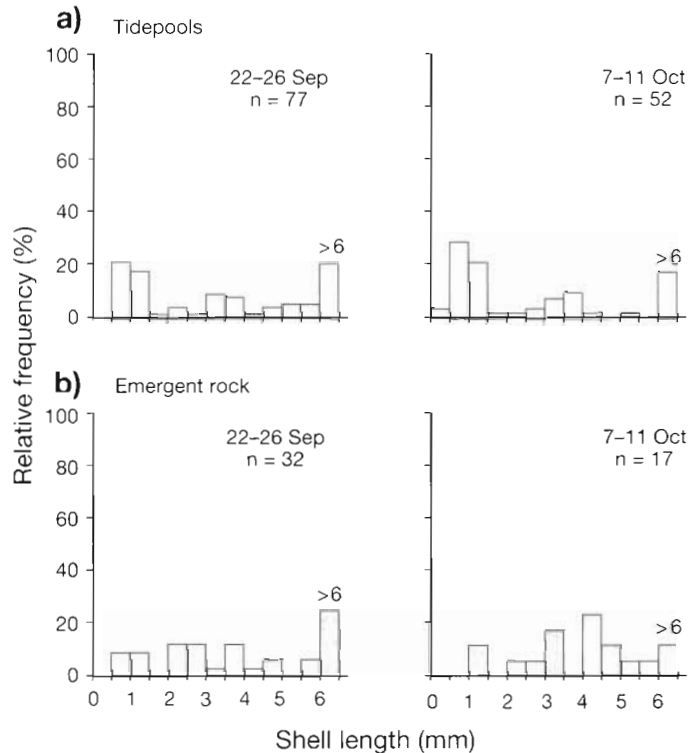 a) Tidepools
22–26 Sep
n = 77
7–11 Oct
n = 52
100
80
60
40
20
0
>6
>6
Relative frequency (%)
b) Emergent rock
22–26 Sep
n = 32
7–11 Oct
n = 17
100
80
60
40
20
0
>6
>6
0 1 2 3 4 5 6 0 1 2 3 4 5 6
Shell length (mm)